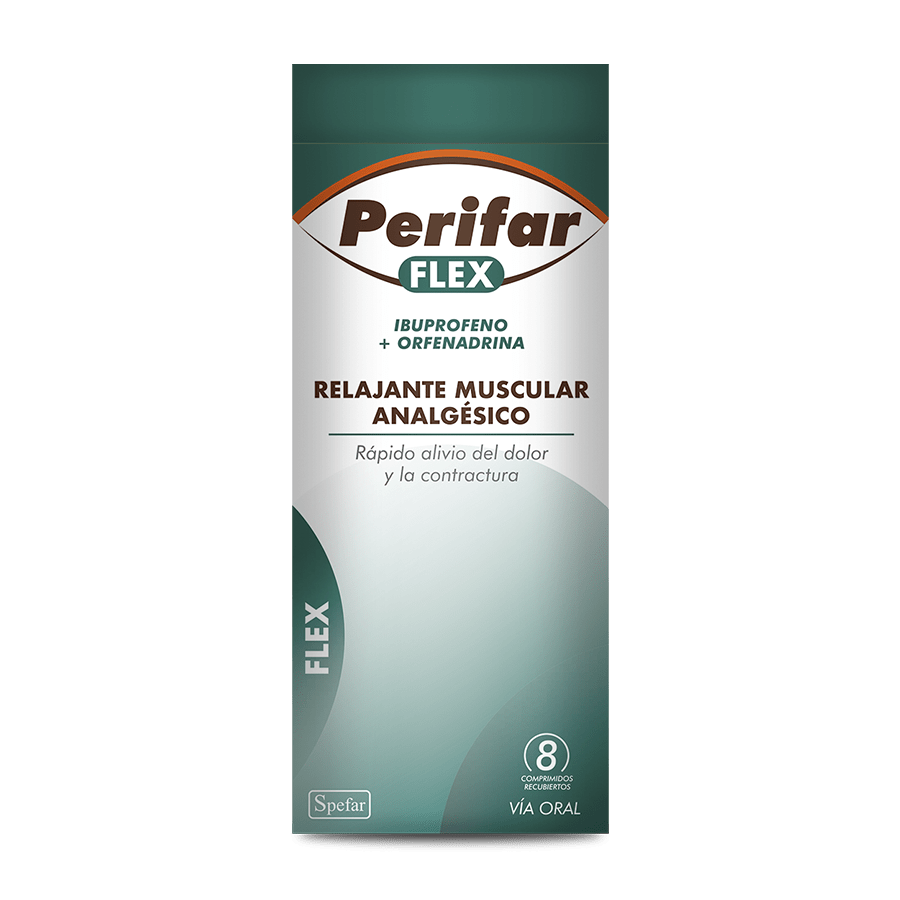 Perifar
FLEX
IBUPROFENO
+ ORFENADRINA
RELAJANTE MUSCULAR
ANALGÉSICO
Rápido alivio del dolor
y la contractura
FLEX
8
COMPRIMIDOS
RECUBIERTOS
Spefar
VÍA ORAL